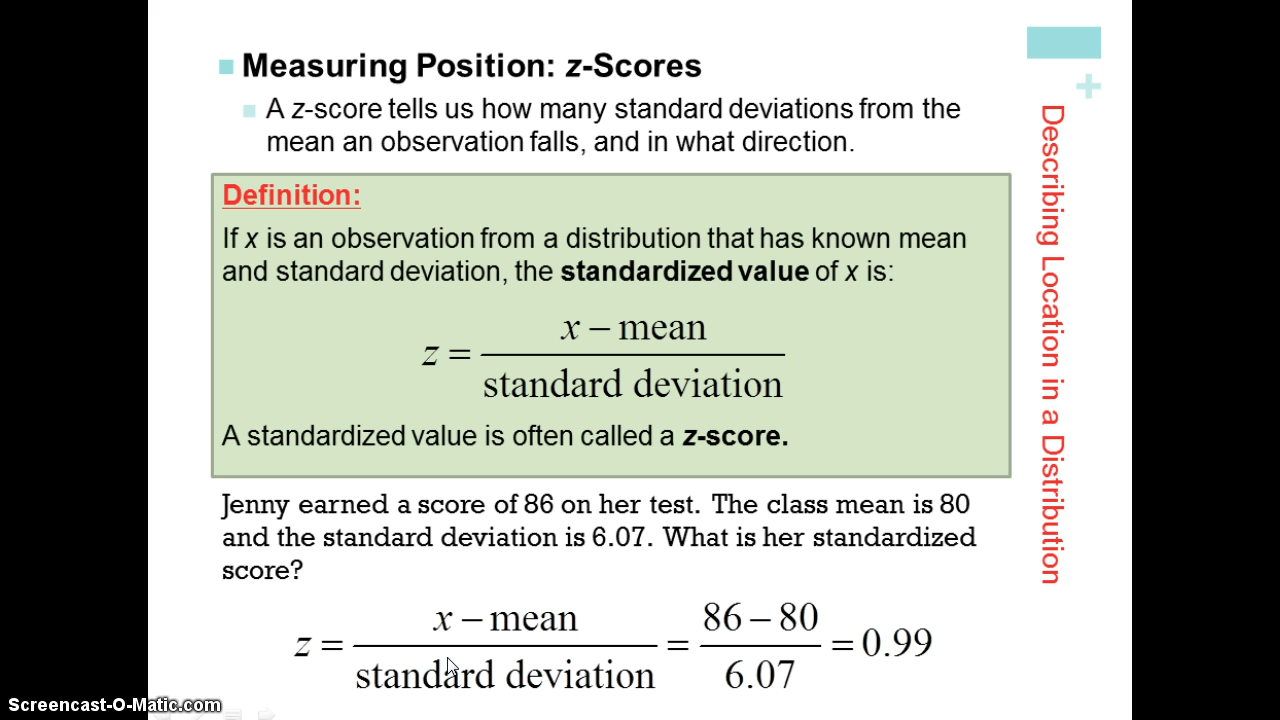 Measuring Position: z-Scores
A z-score tells us how many standard deviations from the
mean an observation falls, and in what direction.
Definition:
If x is an observation from a distribution that has known mean
and standard deviation, the standardized value of x is:
z = x – mean / standard deviation
A standardized value is often called a z-score.
Jenny earned a score of 86 on her test. The class mean is 80
and the standard deviation is 6.07. What is her standardized
score?
z = x – mean / standard deviation = 86 – 80 / 6.07 = 0.99
+
Describing Location in a Distribution
Screencast-O-Matic.com